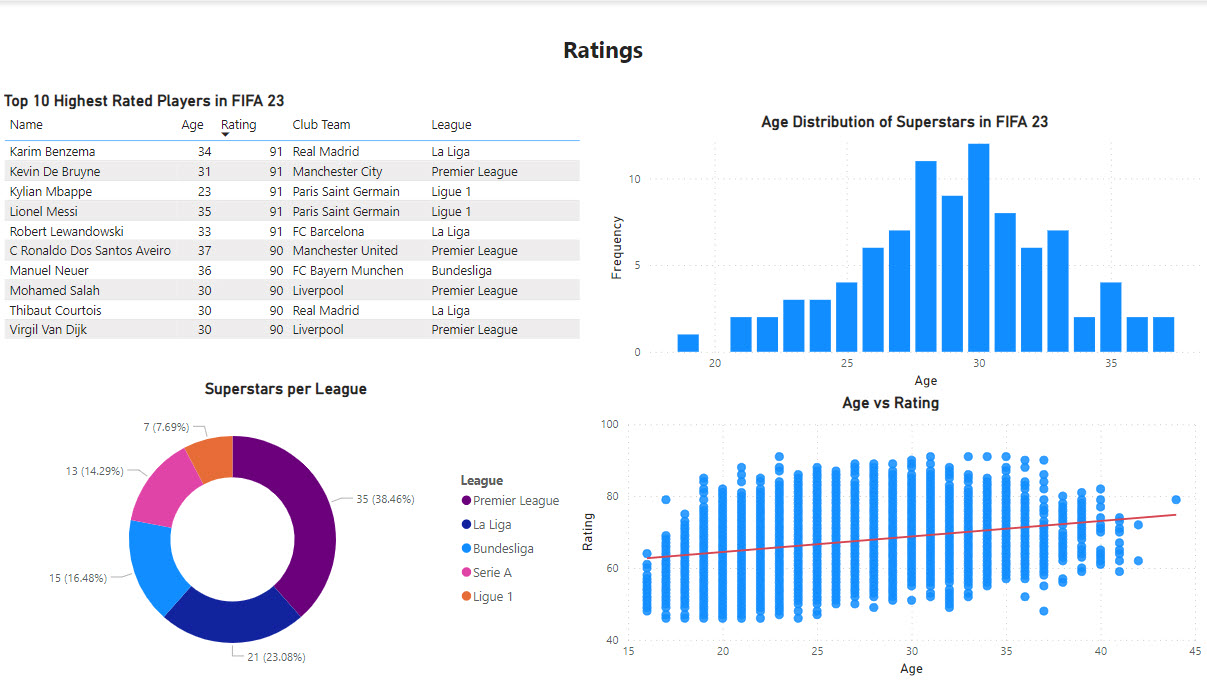 Ratings
Top 10 Highest Rated Players in FIFA 23
Name Age Rating Club Team League
Karim Benzema 34 91 Real Madrid La Liga
Kevin De Bruyne 31 91 Manchester City Premier League
Kylian Mbappe 23 91 Paris Saint Germain Ligue 1
Lionel Messi 35 91 Paris Saint Germain Ligue 1
Robert Lewandowski 33 91 FC Barcelona La Liga
C Ronaldo Dos Santos Aveiro 37 90 Manchester United Premier League
Manuel Neuer 36 90 FC Bayern Munchen Bundesliga
Mohamed Salah 30 90 Liverpool Premier League
Thibaut Courtois 30 90 Real Madrid La Liga
Virgil Van Dijk 30 90 Liverpool Premier League
Age Distribution of Superstars in FIFA 23
Frequency
10
5
0
20 25 30 35
Age
Superstars per League
7 (7.69%)
13 (14.29%)
35 (38.46%)
15 (16.48%)
21 (23.08%)
League
Premier League
La Liga
Bundesliga
Serie A
Ligue 1
Age vs Rating
Rating
100
80
60
40
15 20 25 30 35 40 45
Age